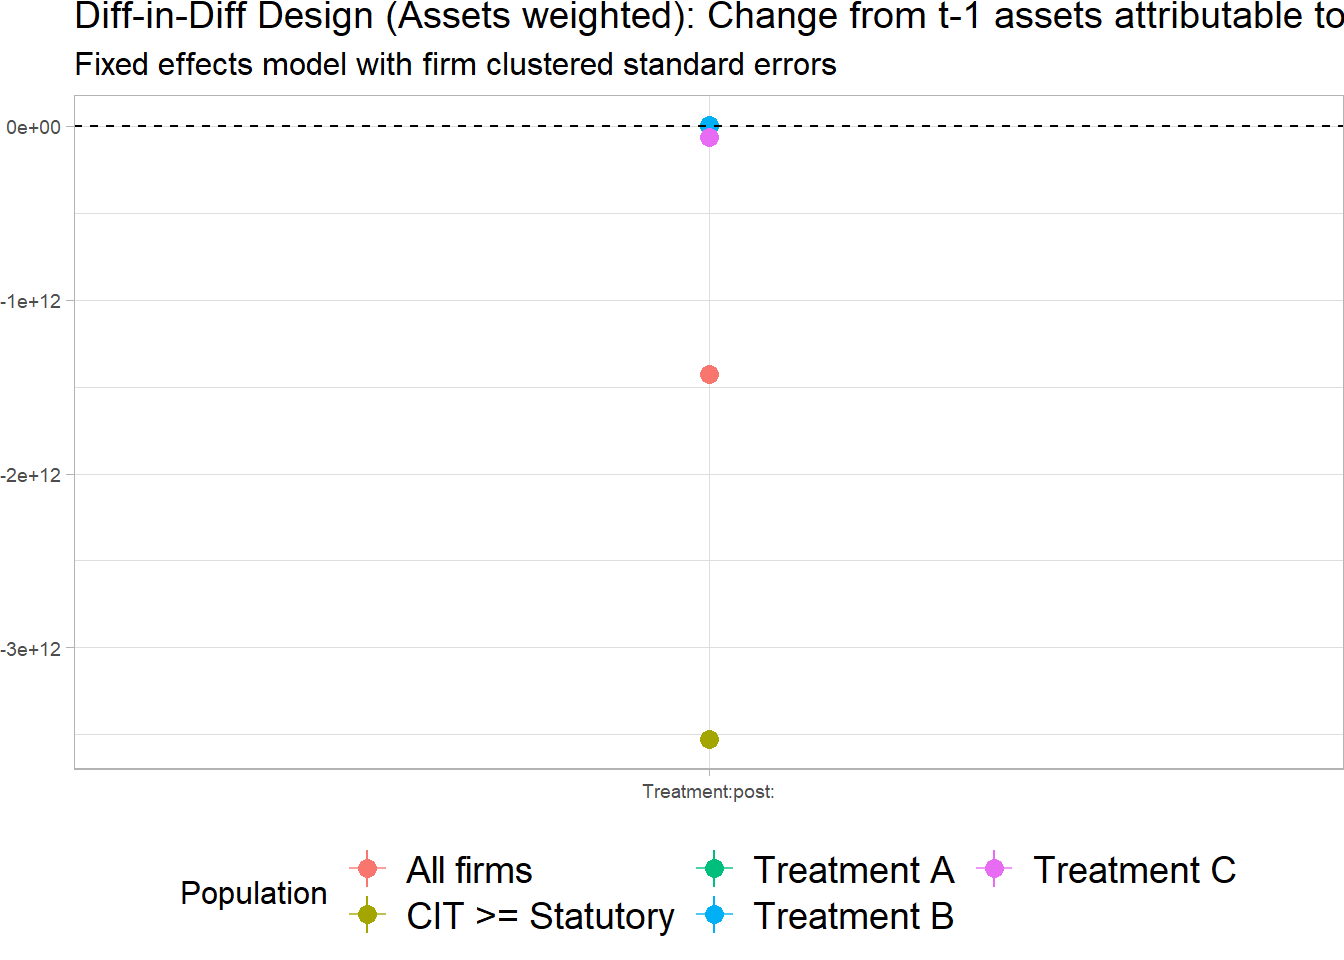 Diff-in-Diff Design (Assets weighted): Change from t-1 assets attributable to
Fixed effects model with firm clustered standard errors
0e+00
-1e+12
-2e+12
-3e+12
Treatment:post:
Population
All firms
Treatment A
Treatment C
CIT >= Statutory
Treatment B